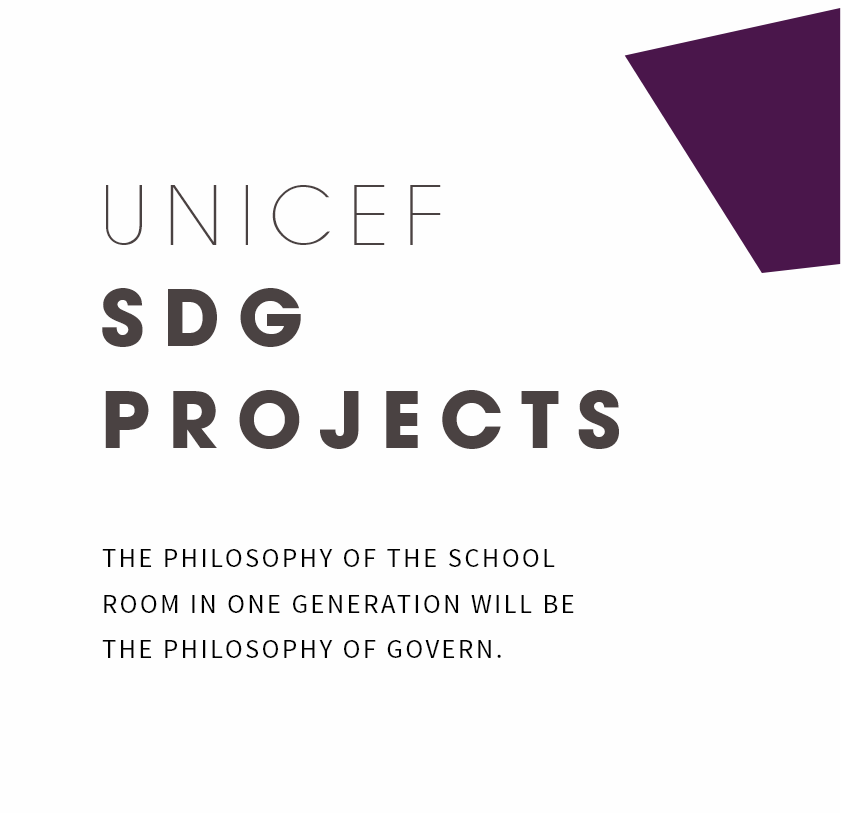 UNICEF
SDG
PROJECTS
THE PHILOSOPHY OF THE SCHOOL
ROOM IN ONE GENERATION WILL BE
THE PHILOSOPHY OF GOVERN.